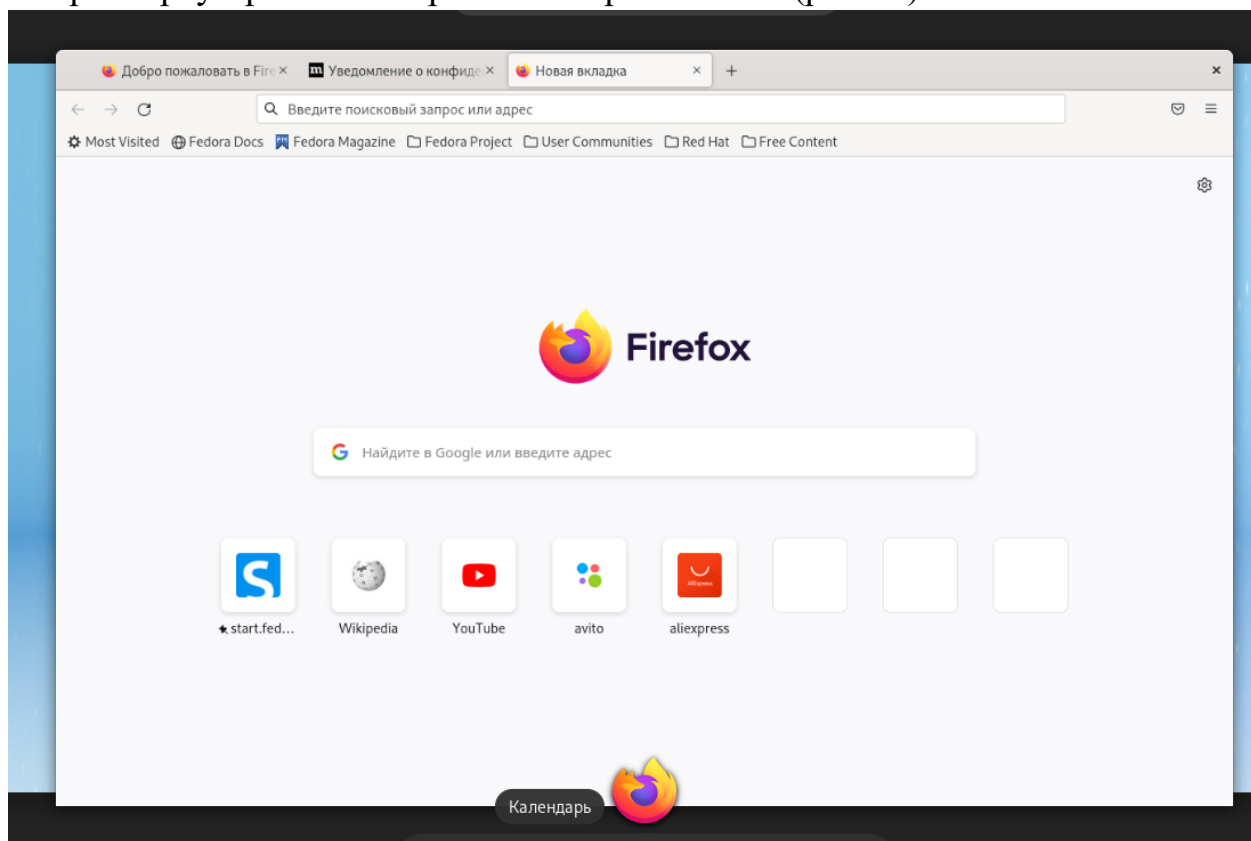 Добро пожаловать в Fire
Уведомление о конфиде
Новая вкладка
Введите поисковый запрос или адрес
Most Visited Fedora Docs Fedora Magazine Fedora Project User Communities Red Hat Free Content
Firefox
Найдите в Google или введите адрес
start.fed... Wikipedia YouTube avito aliexpress
Календарь